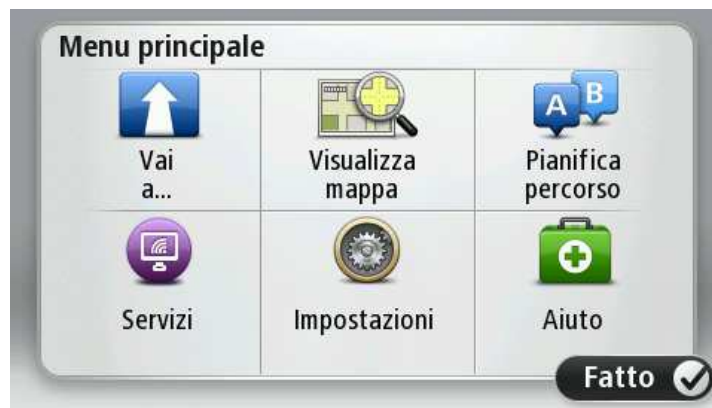 Menu principale
Vai
a...
Visualizza
mappa
A B
Pianifica
percorso
Servizi
Impostazioni
Aiuto
Fatto